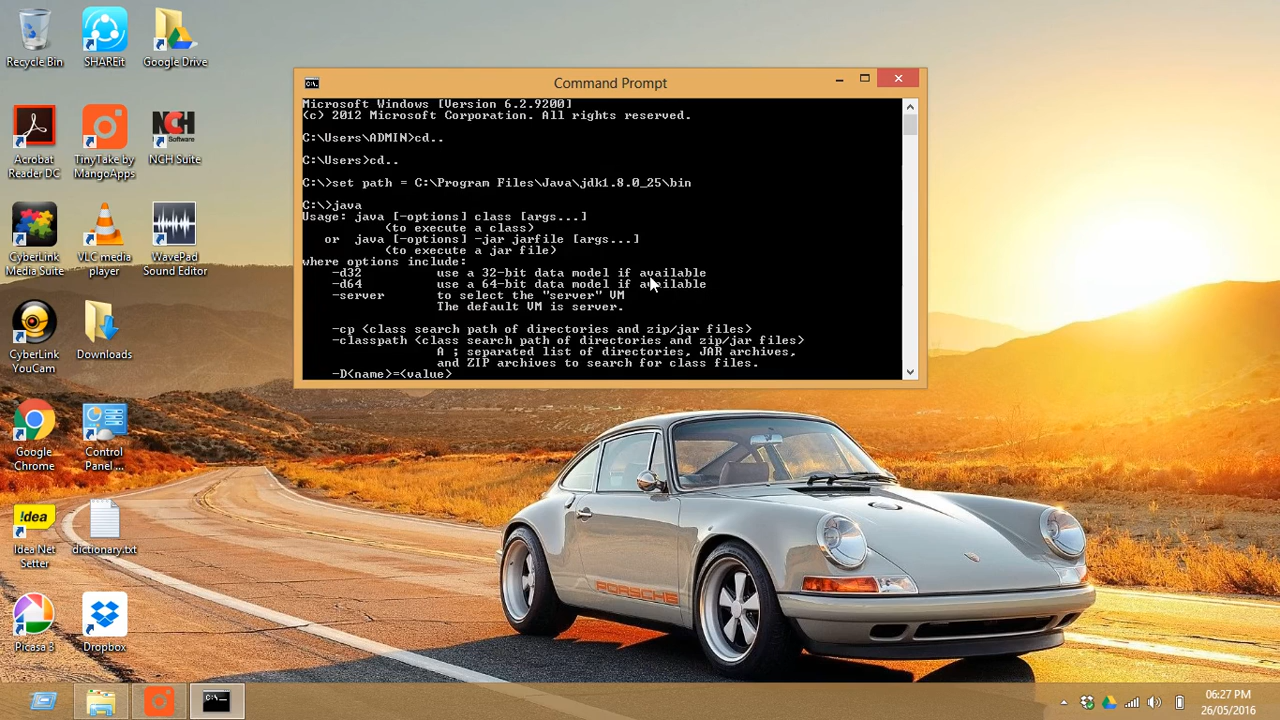 Recycle Bin
SHAREit
Google Drive
Acrobat
Reader DC
TinyTake by
MangoApps
NCH
Software
NCH Suite
CyberLink
Media Suite
VLC media
player
WavePad
Sound Editor
CyberLink
YouCam
Downloads
Google
Chrome
Control
Panel ...
!dea
Idea Net
Setter
dictionary.txt
Picasa 3
Dropbox
Command Prompt
Microsoft Windows [Version 6.2.9200]
(c) 2012 Microsoft Corporation. All rights reserved.
C:\Users\ADMIN>cd..
C:\Users>cd..
C:\>set path = C:\Program Files\Java\jdk1.8.0_25\bin
C:\>java
Usage: java [-options] class [args...]
(to execute a class)
or  java [-options] -jar jarfile [args...]
(to execute a jar file)
where options include:
-d32 use a 32-bit data model if available
-d64 use a 64-bit data model if available
-server to select the "server" VM
The default VM is server.
-cp <class search path of directories and zip/jar files>
-classpath <class search path of directories and zip/jar files>
A ; separated list of directories, JAR archives,
and ZIP archives to search for class files.
-D<name>=<value>
PORSCHE
C:\_
06:27 PM
26/05/2016